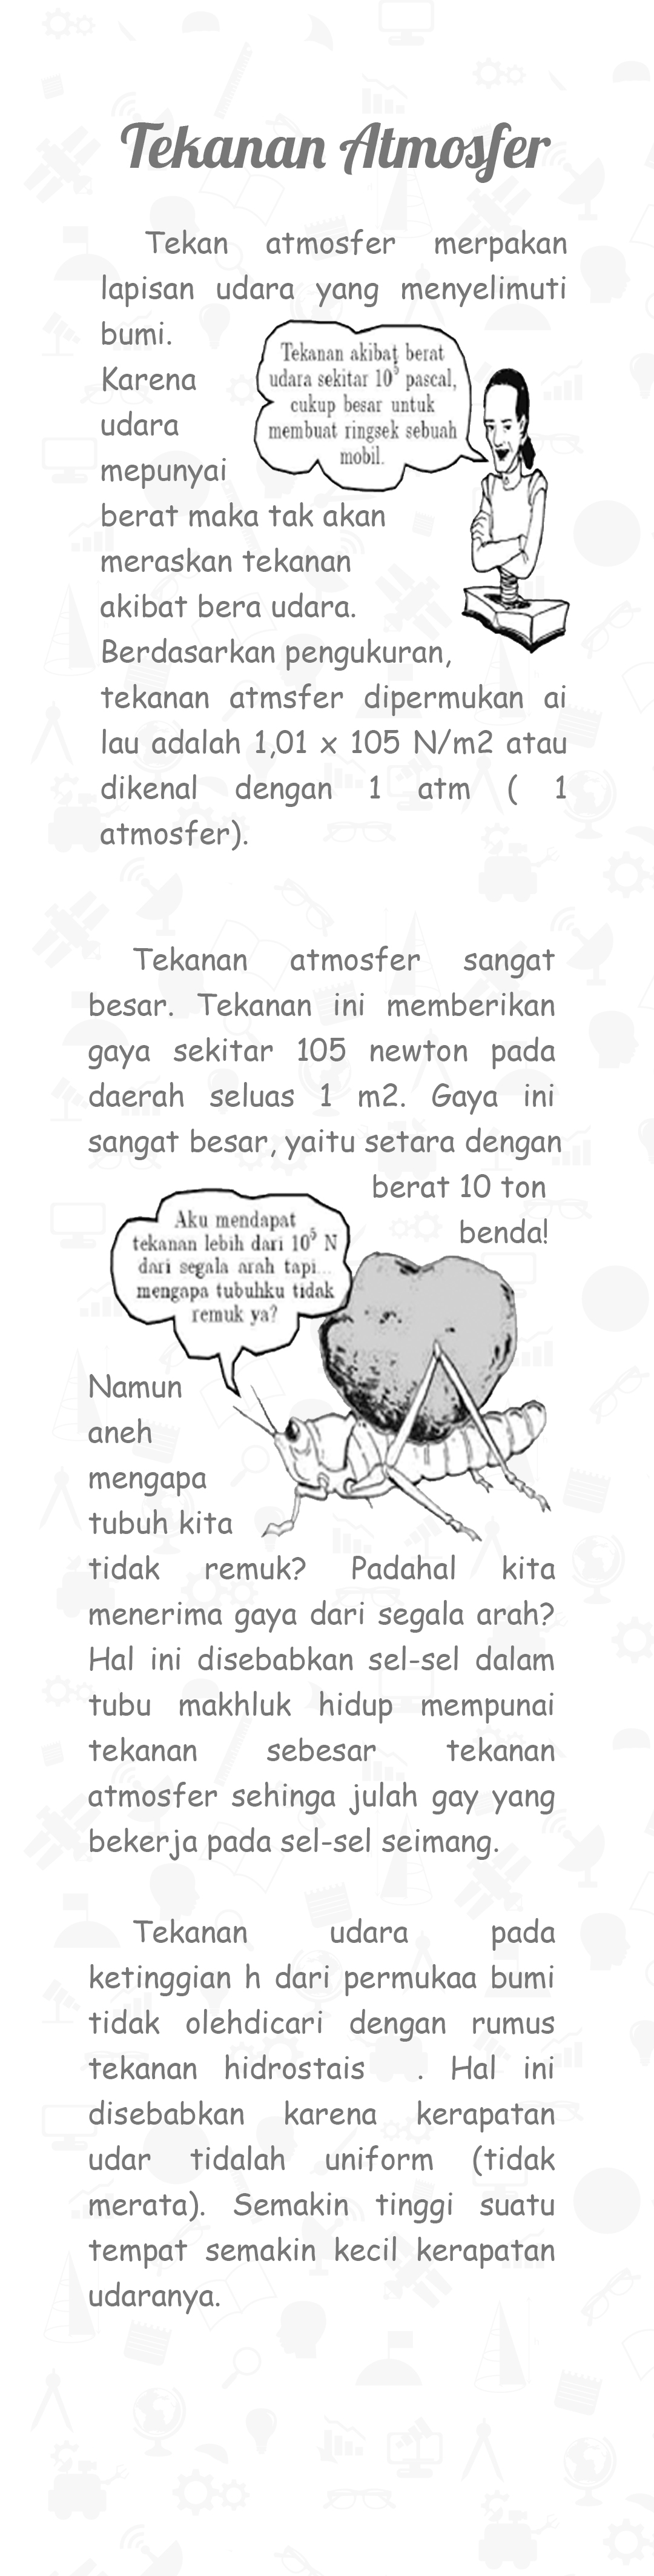 Tekanan Atmosfer
Tekan atmosfer merpakan
lapisan udara yang menyelimuti
bumi.
Karena
udara
mepunyai
berat maka tak akan
meraskan tekanan
akibat bera udara.
Berdasarkan pengukuran,
tekanan atmsfer dipermukan ai
lau adalah 1,01 x 105 N/m2 atau
dikenal dengan 1 atm ( 1
atmosfer).
Tekanan akibat berat
udara sekitar 10⁵ pascal,
cukup besar untuk
membuat ringsek sebuah
mobil.
Tekanan atmosfer sangat
besar. Tekanan ini memberikan
gaya sekitar 105 newton pada
daerah seluas 1 m2. Gaya ini
sangat besar, yaitu setara dengan
berat 10 ton
benda!
Aku mendapat
tekanan lebih dari 10⁵ N
dari segala arah tapi...
mengapa tubuhku tidak
remuk ya?
Namun
aneh
mengapa
tubuh kita
tidak remuk? Padahal kita
menerima gaya dari segala arah?
Hal ini disebabkan sel-sel dalam
tubu makhluk hidup mempunai
tekanan sebesar tekanan
atmosfer sehinga julah gay yang
bekerja pada sel-sel seimang.
Tekanan udara pada
ketinggian h dari permukaa bumi
tidak olehdicari dengan rumus
tekanan hidrostais . Hal ini
disebabkan karena kerapatan
udar tidalah uniform (tidak
merata). Semakin tinggi suatu
tempat semakin kecil kerapatan
udaranya.